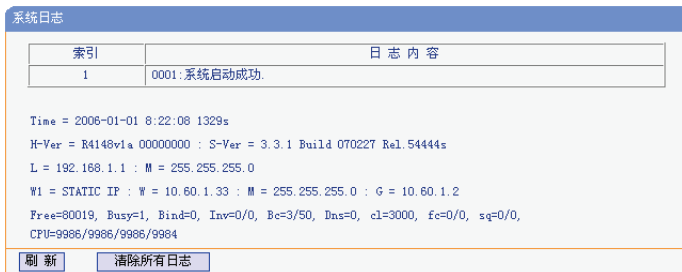 系统日志
索引 日 志 内 容
1 0001:系统启动成功.
Time = 2006-01-01 8:22:08 1329s
H-Ver = R4148v1a 00000000 : S-Ver = 3.3.1 Build 070227 Rel.54444s
L = 192.168.1.1 : M = 255.255.255.0
W1 = STATIC IP : W = 10.60.1.33 : M = 255.255.255.0 : G = 10.60.1.2
Free=80019, Busy=1, Bind=0, Inv=0/0, Bc=3/50, Dns=0, cl=3000, fc=0/0, sq=0/0,
CPU=9986/9986/9986/9984
刷 新 清除所有日志